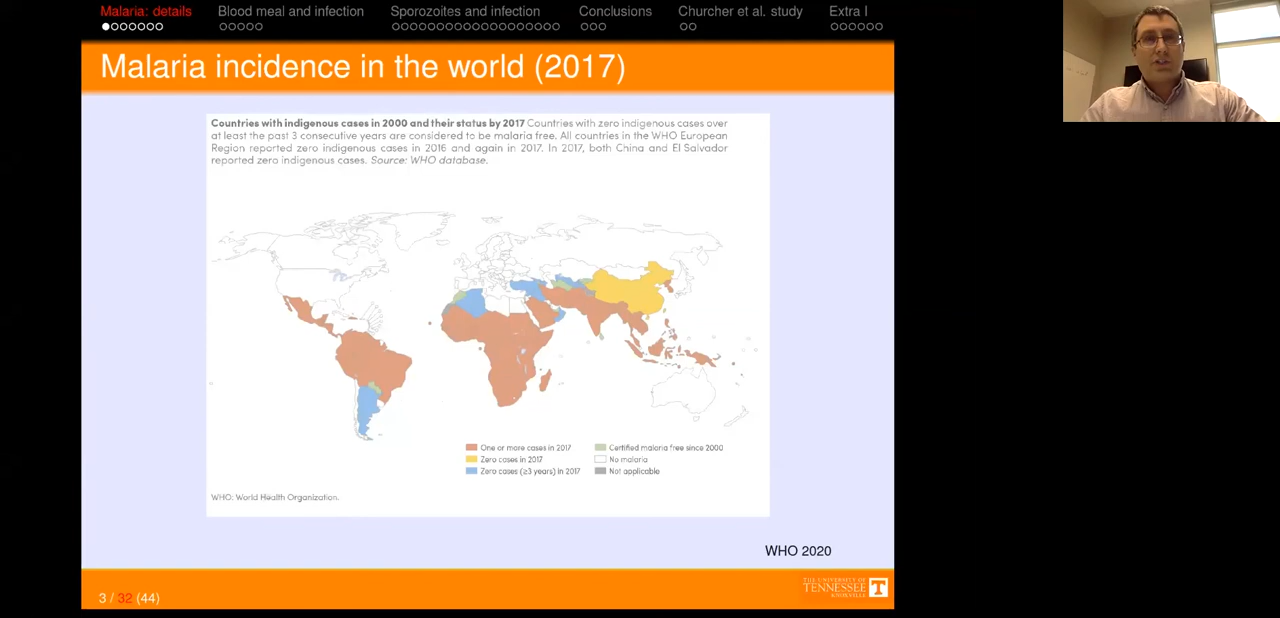 Malaria: details Blood meal and infection Sporozoites and infection Conclusions Churcher et al. study Extra I
Malaria incidence in the world (2017)
Countries with indigenous cases in 2000 and their status by 2017 Countries with zero indigenous cases over
at least the past 3 consecutive years are considered to be malaria free. All countries in the WHO European
Region reported zero indigenous cases in 2016 and again in 2017. In 2017, both China and El Salvador
reported zero indigenous cases. Source: WHO database.
One or more cases in 2017
Zero cases in 2017
Zero cases (≥3 years) in 2017
Certified malaria free since 2000
No malaria
Not applicable
WHO: World Health Organization.
WHO 2020
3 / 32 (44)
THE UNIVERSITY OF
TENNESSEE
KNOXVILLE
T